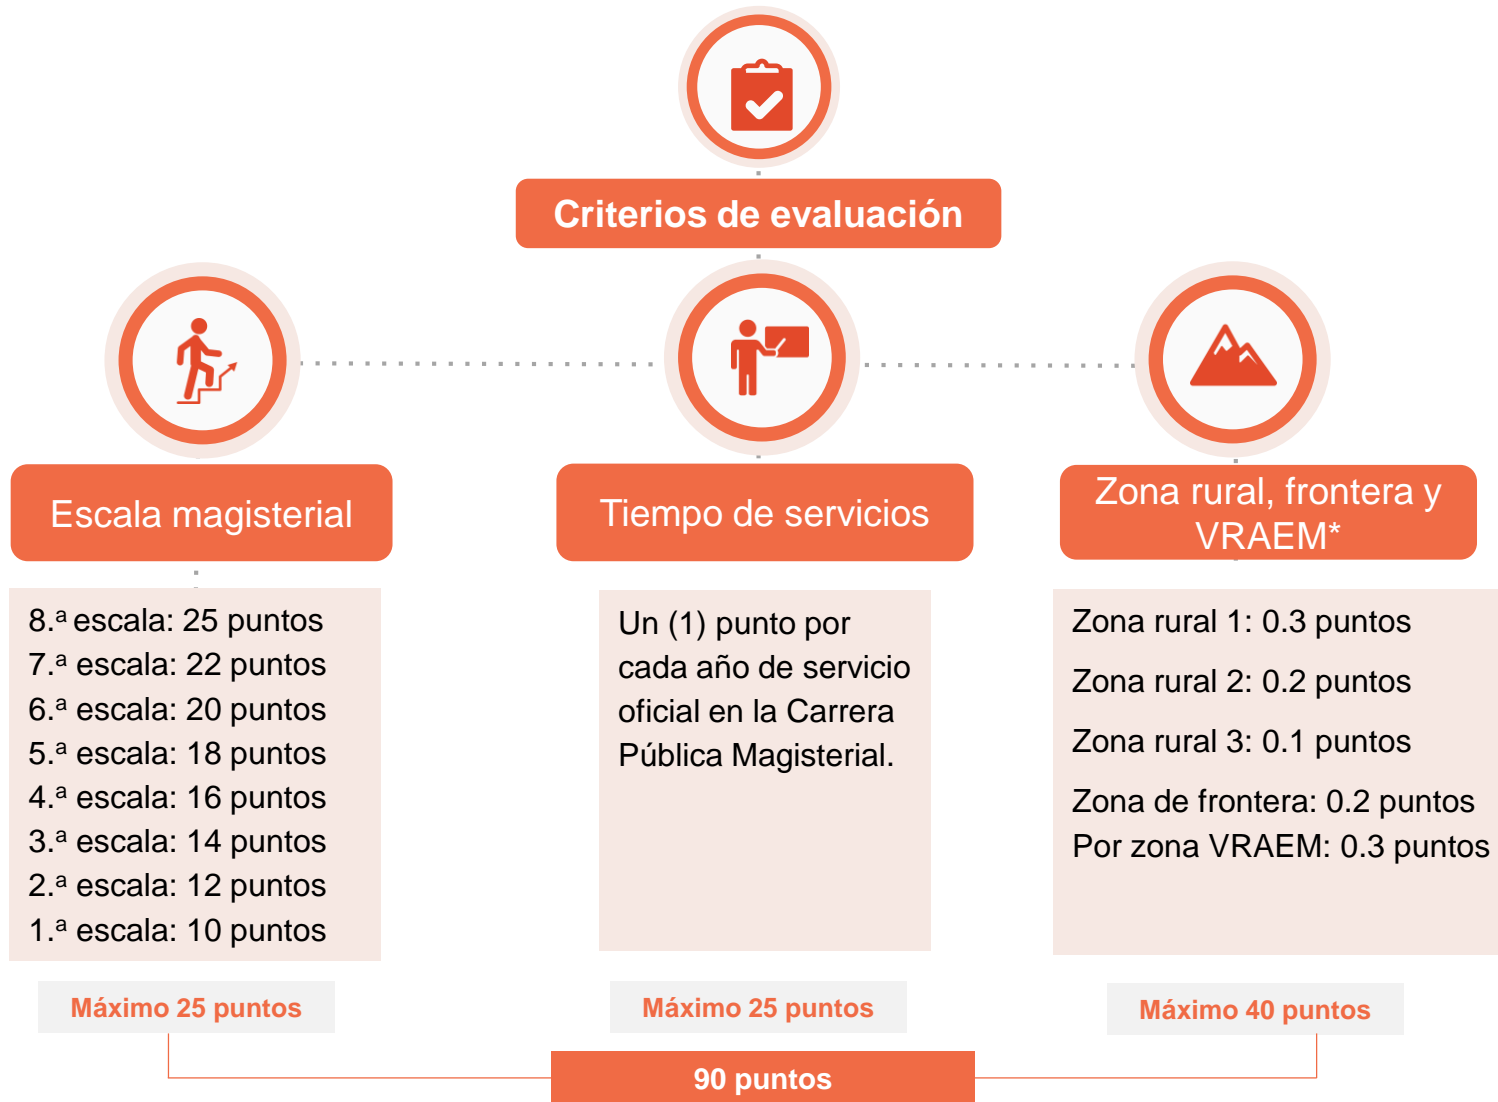 Criterios de evaluación
Escala magisterial
8.ª escala: 25 puntos
7.ª escala: 22 puntos
6.ª escala: 20 puntos
5.ª escala: 18 puntos
4.ª escala: 16 puntos
3.ª escala: 14 puntos
2.ª escala: 12 puntos
1.ª escala: 10 puntos
Máximo 25 puntos
Tiempo de servicios
Un (1) punto por
cada año de servicio
oficial en la Carrera
Pública Magisterial.
Máximo 25 puntos
Zona rural, frontera y
VRAEM*
Zona rural 1: 0.3 puntos
Zona rural 2: 0.2 puntos
Zona rural 3: 0.1 puntos
Zona de frontera: 0.2 puntos
Por zona VRAEM: 0.3 puntos
Máximo 40 puntos
90 puntos